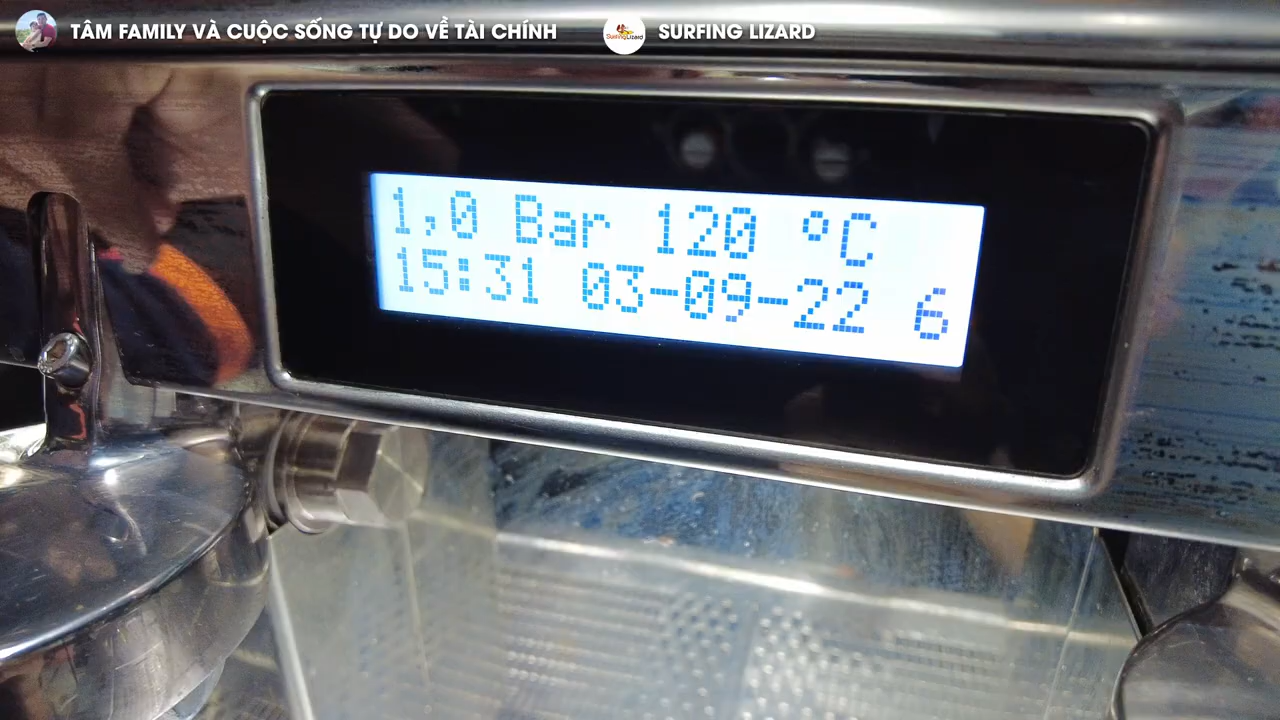 TÂM FAMILY VÀ CUỘC SỐNG TỰ DO VỀ TÀI CHÍNH
SurfingLizard
SURFING LIZARD
1,0 Bar 120 °C
15:31 03-09-22 6